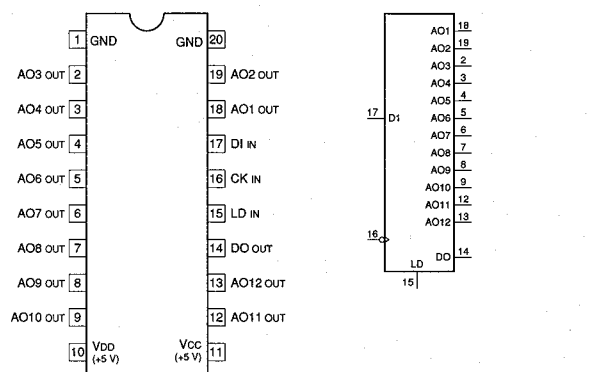 1 GND GND 20
AO3 OUT 2 19 AO2 OUT
AO4 OUT 3 18 AO1 OUT
AO5 OUT 4 17 DI IN
AO6 OUT 5 16 CK IN
AO7 OUT 6 15 LD IN
AO8 OUT 7 14 DO OUT
AO9 OUT 8 13 AO12 OUT
AO10 OUT 9 12 AO11 OUT
10 VDD VCC 11
(+5 V) (+5 V)
AO1 18
AO2 19
AO3 2
AO4 3
AO5 4
17 DI AO6 5
AO7 6
AO8 7
AO9 8
AO10 9
AO11 12
AO12 13
16
DO 14
LD
15